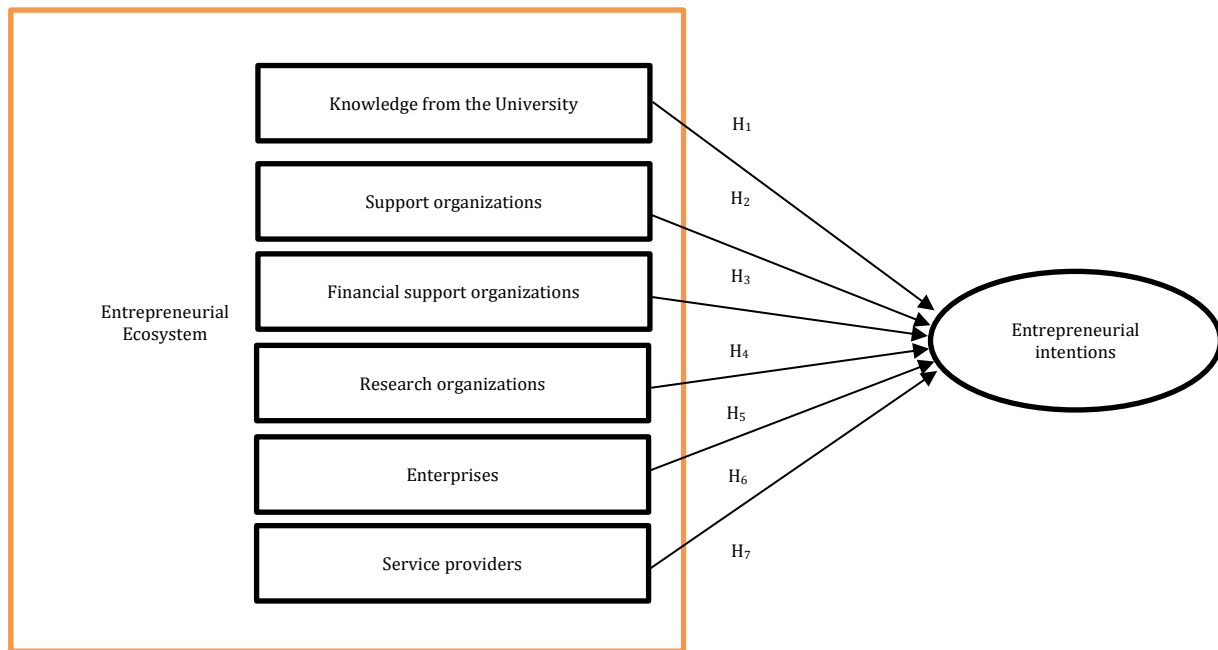 Knowledge from the University
H₁
Support organizations
H₂
Financial support organizations
H₃
Entrepreneurial
Ecosystem
Entrepreneurial
intentions
Research organizations
H₄
H₅
Enterprises
H₆
Service providers
H₇